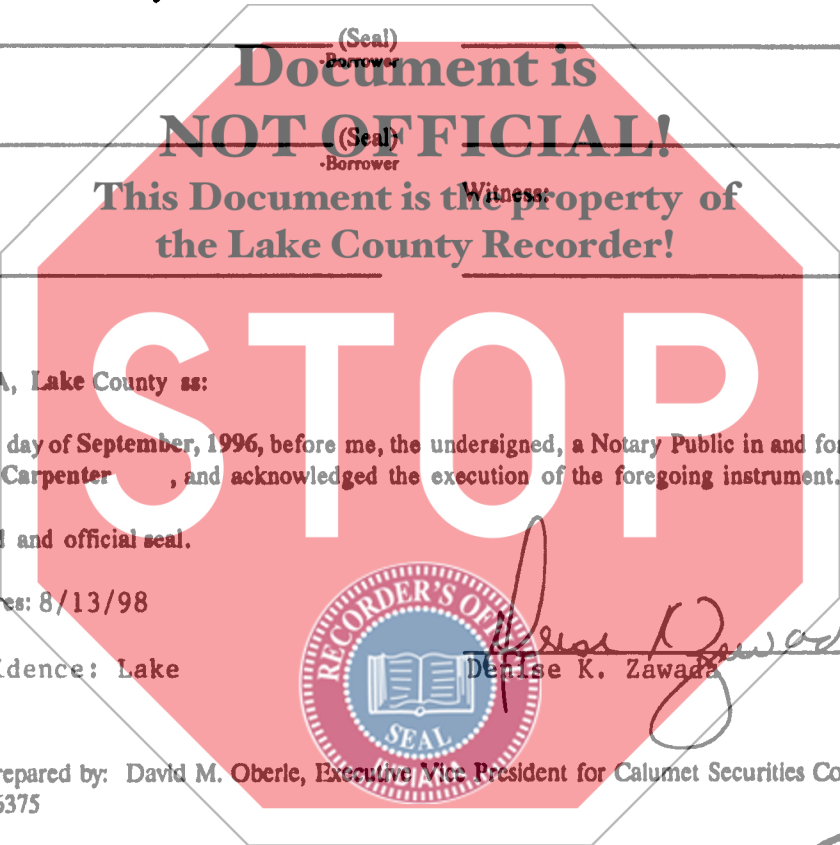 (Seal)
-Borrower
Document is
NOT OFFICIAL!
(Seal)
-Borrower
This Document is the property of
Witness:
the Lake County Recorder!
STOP
A, Lake County ss:
day of September, 1996, before me, the undersigned, a Notary Public in and for
Carpenter , and acknowledged the execution of the foregoing instrument.
and official seal.
es: 8/13/98
RECORDER'S OFFICE
idence: Lake
Denise K. Zawada
SEAL
INDIANA
repared by: David M. Oberle, Executive Vice President for Calumet Securities Co
6375